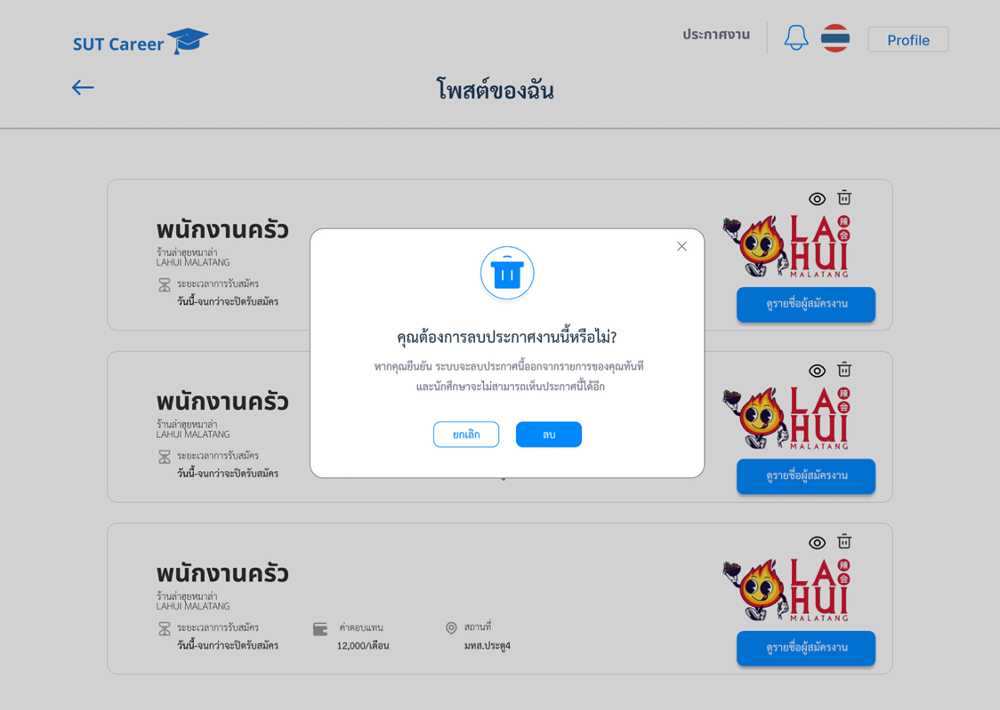 SUT Career
ประกาศงาน
Profile
โพสต์ของฉัน
พนักงานครัว
ร้านล่าฮุยหมาล่า
LAHUI MALATANG
ระยะเวลาการรับสมัคร
วันนี้-จนกว่าจะปิดรับสมัคร
LA辣会
HUI
MALATANG
ดูรายชื่อผู้สมัครงาน
คุณต้องการลบประกาศงานนี้หรือไม่?
หากคุณยืนยัน ระบบจะลบประกาศนี้ออกจากรายการของคุณทันที
และนักศึกษาจะไม่สามารถเห็นประกาศนี้ได้อีก
ยกเลิก
ลบ
พนักงานครัว
ร้านล่าฮุยหมาล่า
LAHUI MALATANG
ระยะเวลาการรับสมัคร
วันนี้-จนกว่าจะปิดรับสมัคร
LA辣会
HUI
MALATANG
ดูรายชื่อผู้สมัครงาน
พนักงานครัว
ร้านล่าฮุยหมาล่า
LAHUI MALATANG
ระยะเวลาการรับสมัคร
วันนี้-จนกว่าจะปิดรับสมัคร
ค่าตอบแทน
12,000/เดือน
สถานที่
มทส.ประตู4
LA辣会
HUI
MALATANG
ดูรายชื่อผู้สมัครงาน